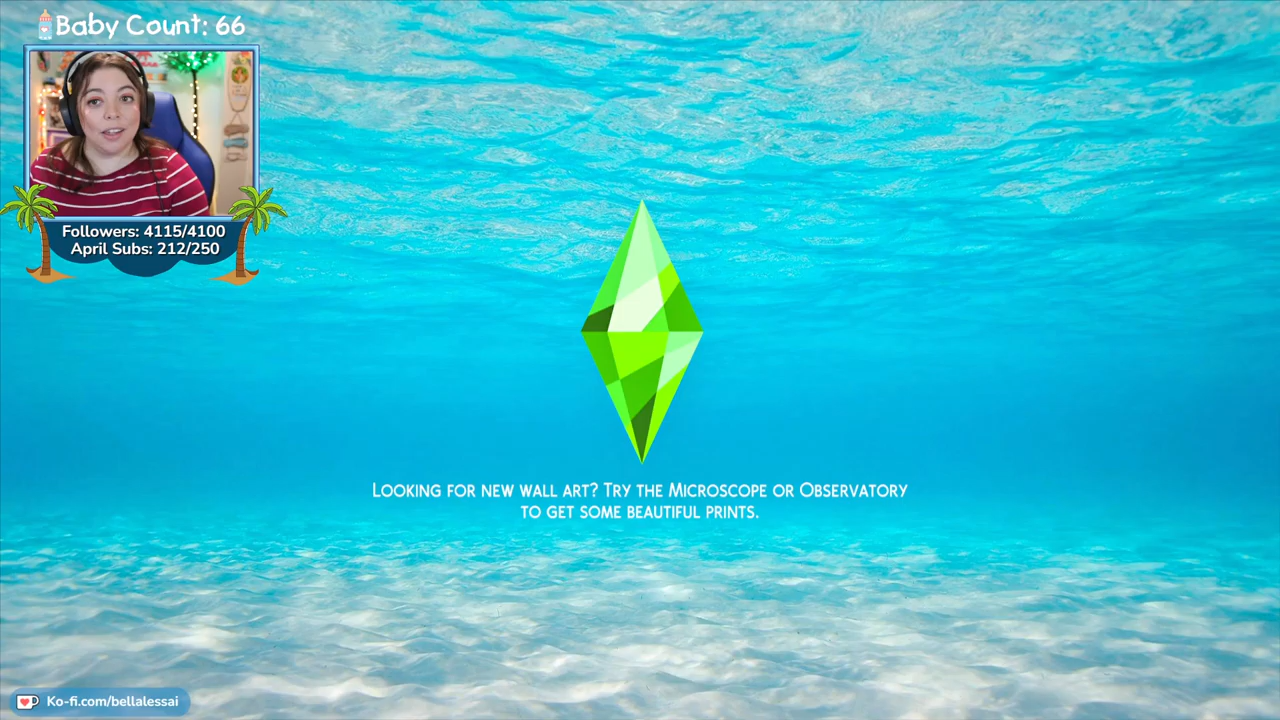 Baby Count: 66
Followers: 4115/4100
April Subs: 212/250
Looking for new wall art? Try the Microscope or Observatory
to get some beautiful prints.
Ko-fi.com/bellalessai